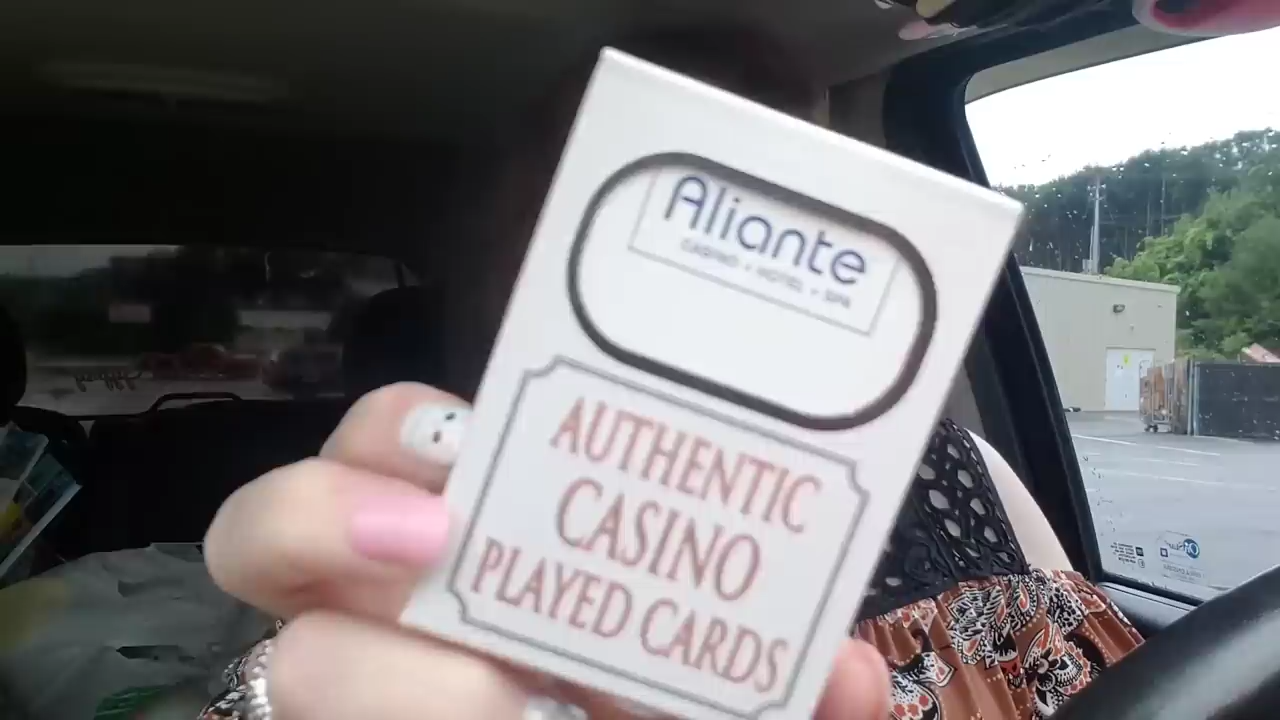 Aliante
CASINO + HOTEL + SPA
AUTHENTIC
CASINO
PLAYED CARDS